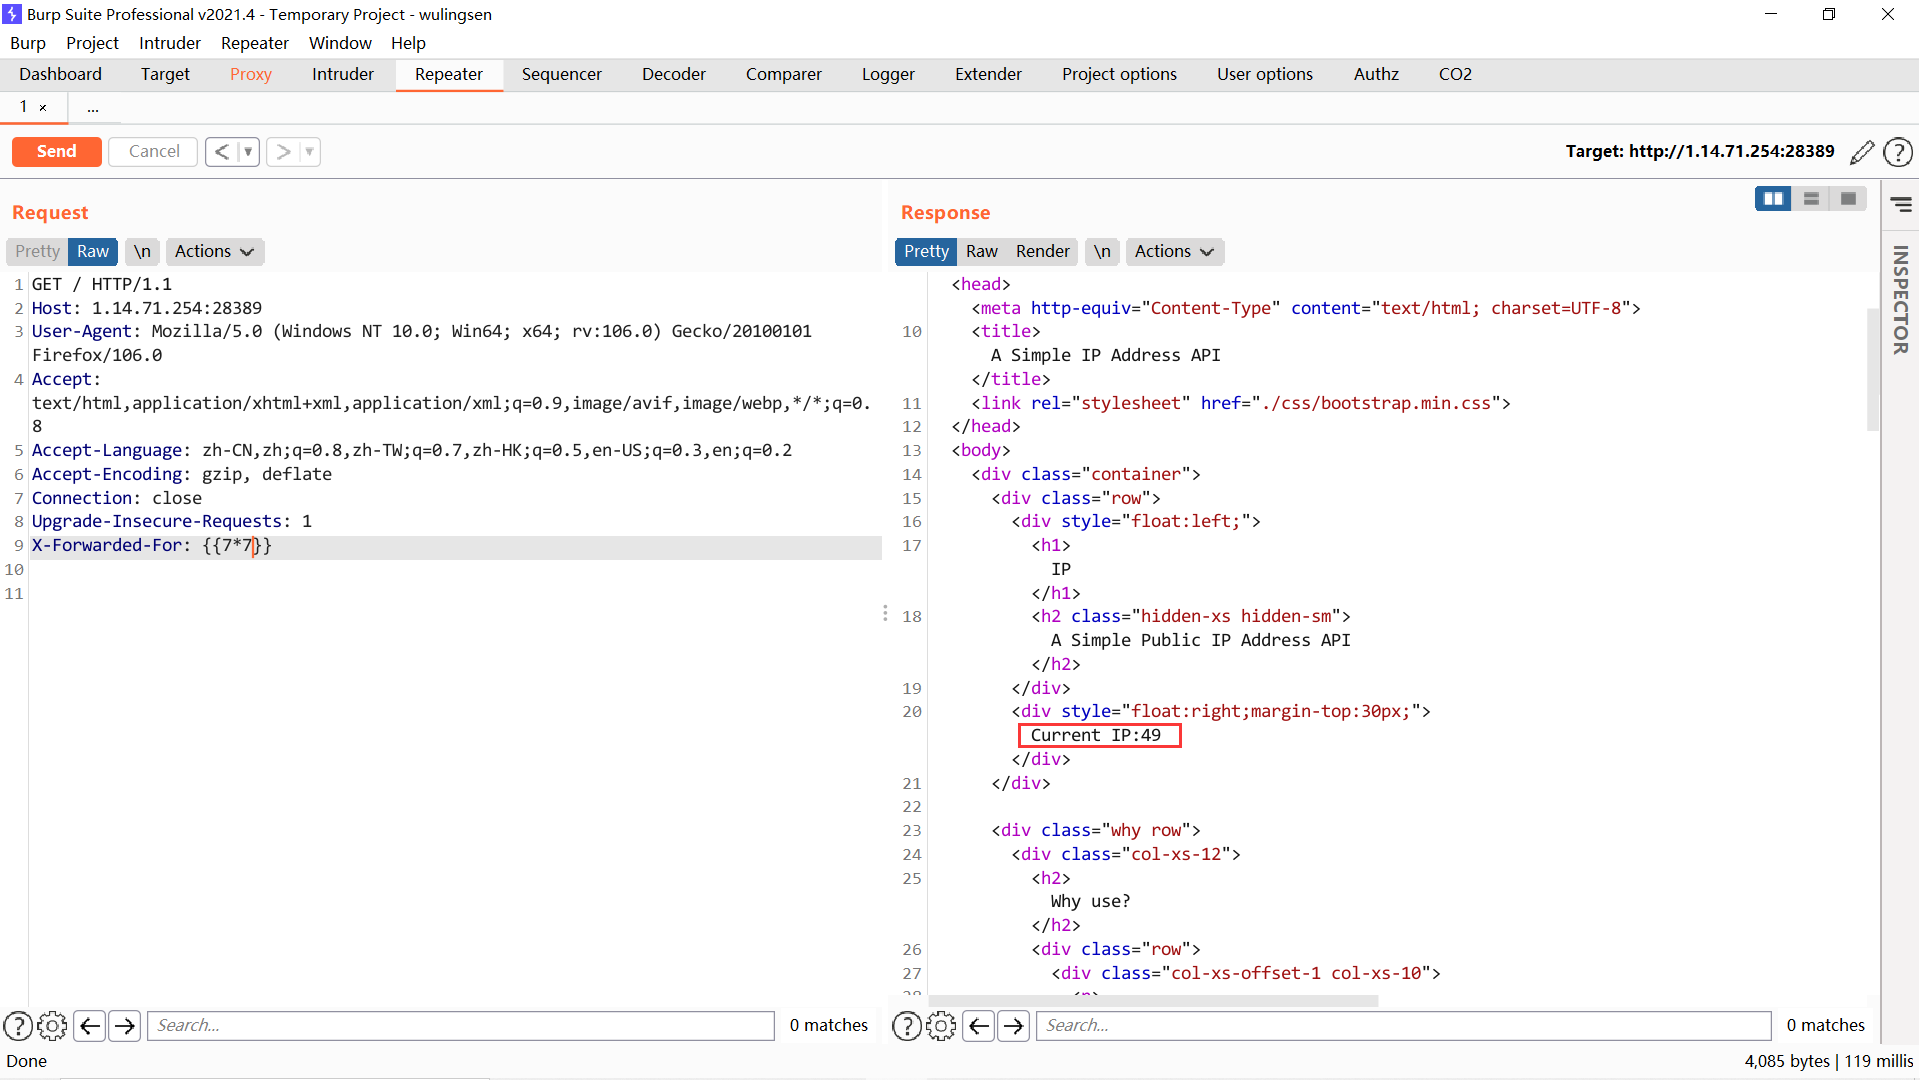 Burp Suite Professional v2021.4 - Temporary Project - wulingsen
Burp Project Intruder Repeater Window Help
Dashboard Target Proxy Intruder Repeater Sequencer Decoder Comparer Logger Extender Project options User options Authz CO2
1 × ...
Send Cancel < > Target: http://1.14.71.254:28389
Request
Pretty Raw \n Actions
1 GET / HTTP/1.1
2 Host: 1.14.71.254:28389
3 User-Agent: Mozilla/5.0 (Windows NT 10.0; Win64; x64; rv:106.0) Gecko/20100101
Firefox/106.0
4 Accept:
text/html,application/xhtml+xml,application/xml;q=0.9,image/avif,image/webp,*/*;q=0.
8
5 Accept-Language: zh-CN,zh;q=0.8,zh-TW;q=0.7,zh-HK;q=0.5,en-US;q=0.3,en;q=0.2
6 Accept-Encoding: gzip, deflate
7 Connection: close
8 Upgrade-Insecure-Requests: 1
9 X-Forwarded-For: {{7*7}}
10
11
Search...
0 matches
Response
Pretty Raw Render \n Actions
<head>
<meta http-equiv="Content-Type" content="text/html; charset=UTF-8">
10 <title>
A Simple IP Address API
</title>
11 <link rel="stylesheet" href="./css/bootstrap.min.css">
12 </head>
13 <body>
14 <div class="container">
15 <div class="row">
16 <div style="float:left;">
17 <h1>
IP
</h1>
18 <h2 class="hidden-xs hidden-sm">
A Simple Public IP Address API
</h2>
19 </div>
20 <div style="float:right;margin-top:30px;">
Current IP:49
</div>
21 </div>
22
23 <div class="why row">
24 <div class="col-xs-12">
25 <h2>
Why use?
</h2>
26 <div class="row">
27 <div class="col-xs-offset-1 col-xs-10">
Search...
0 matches
INSPECTOR
Done
4,085 bytes | 119 millis